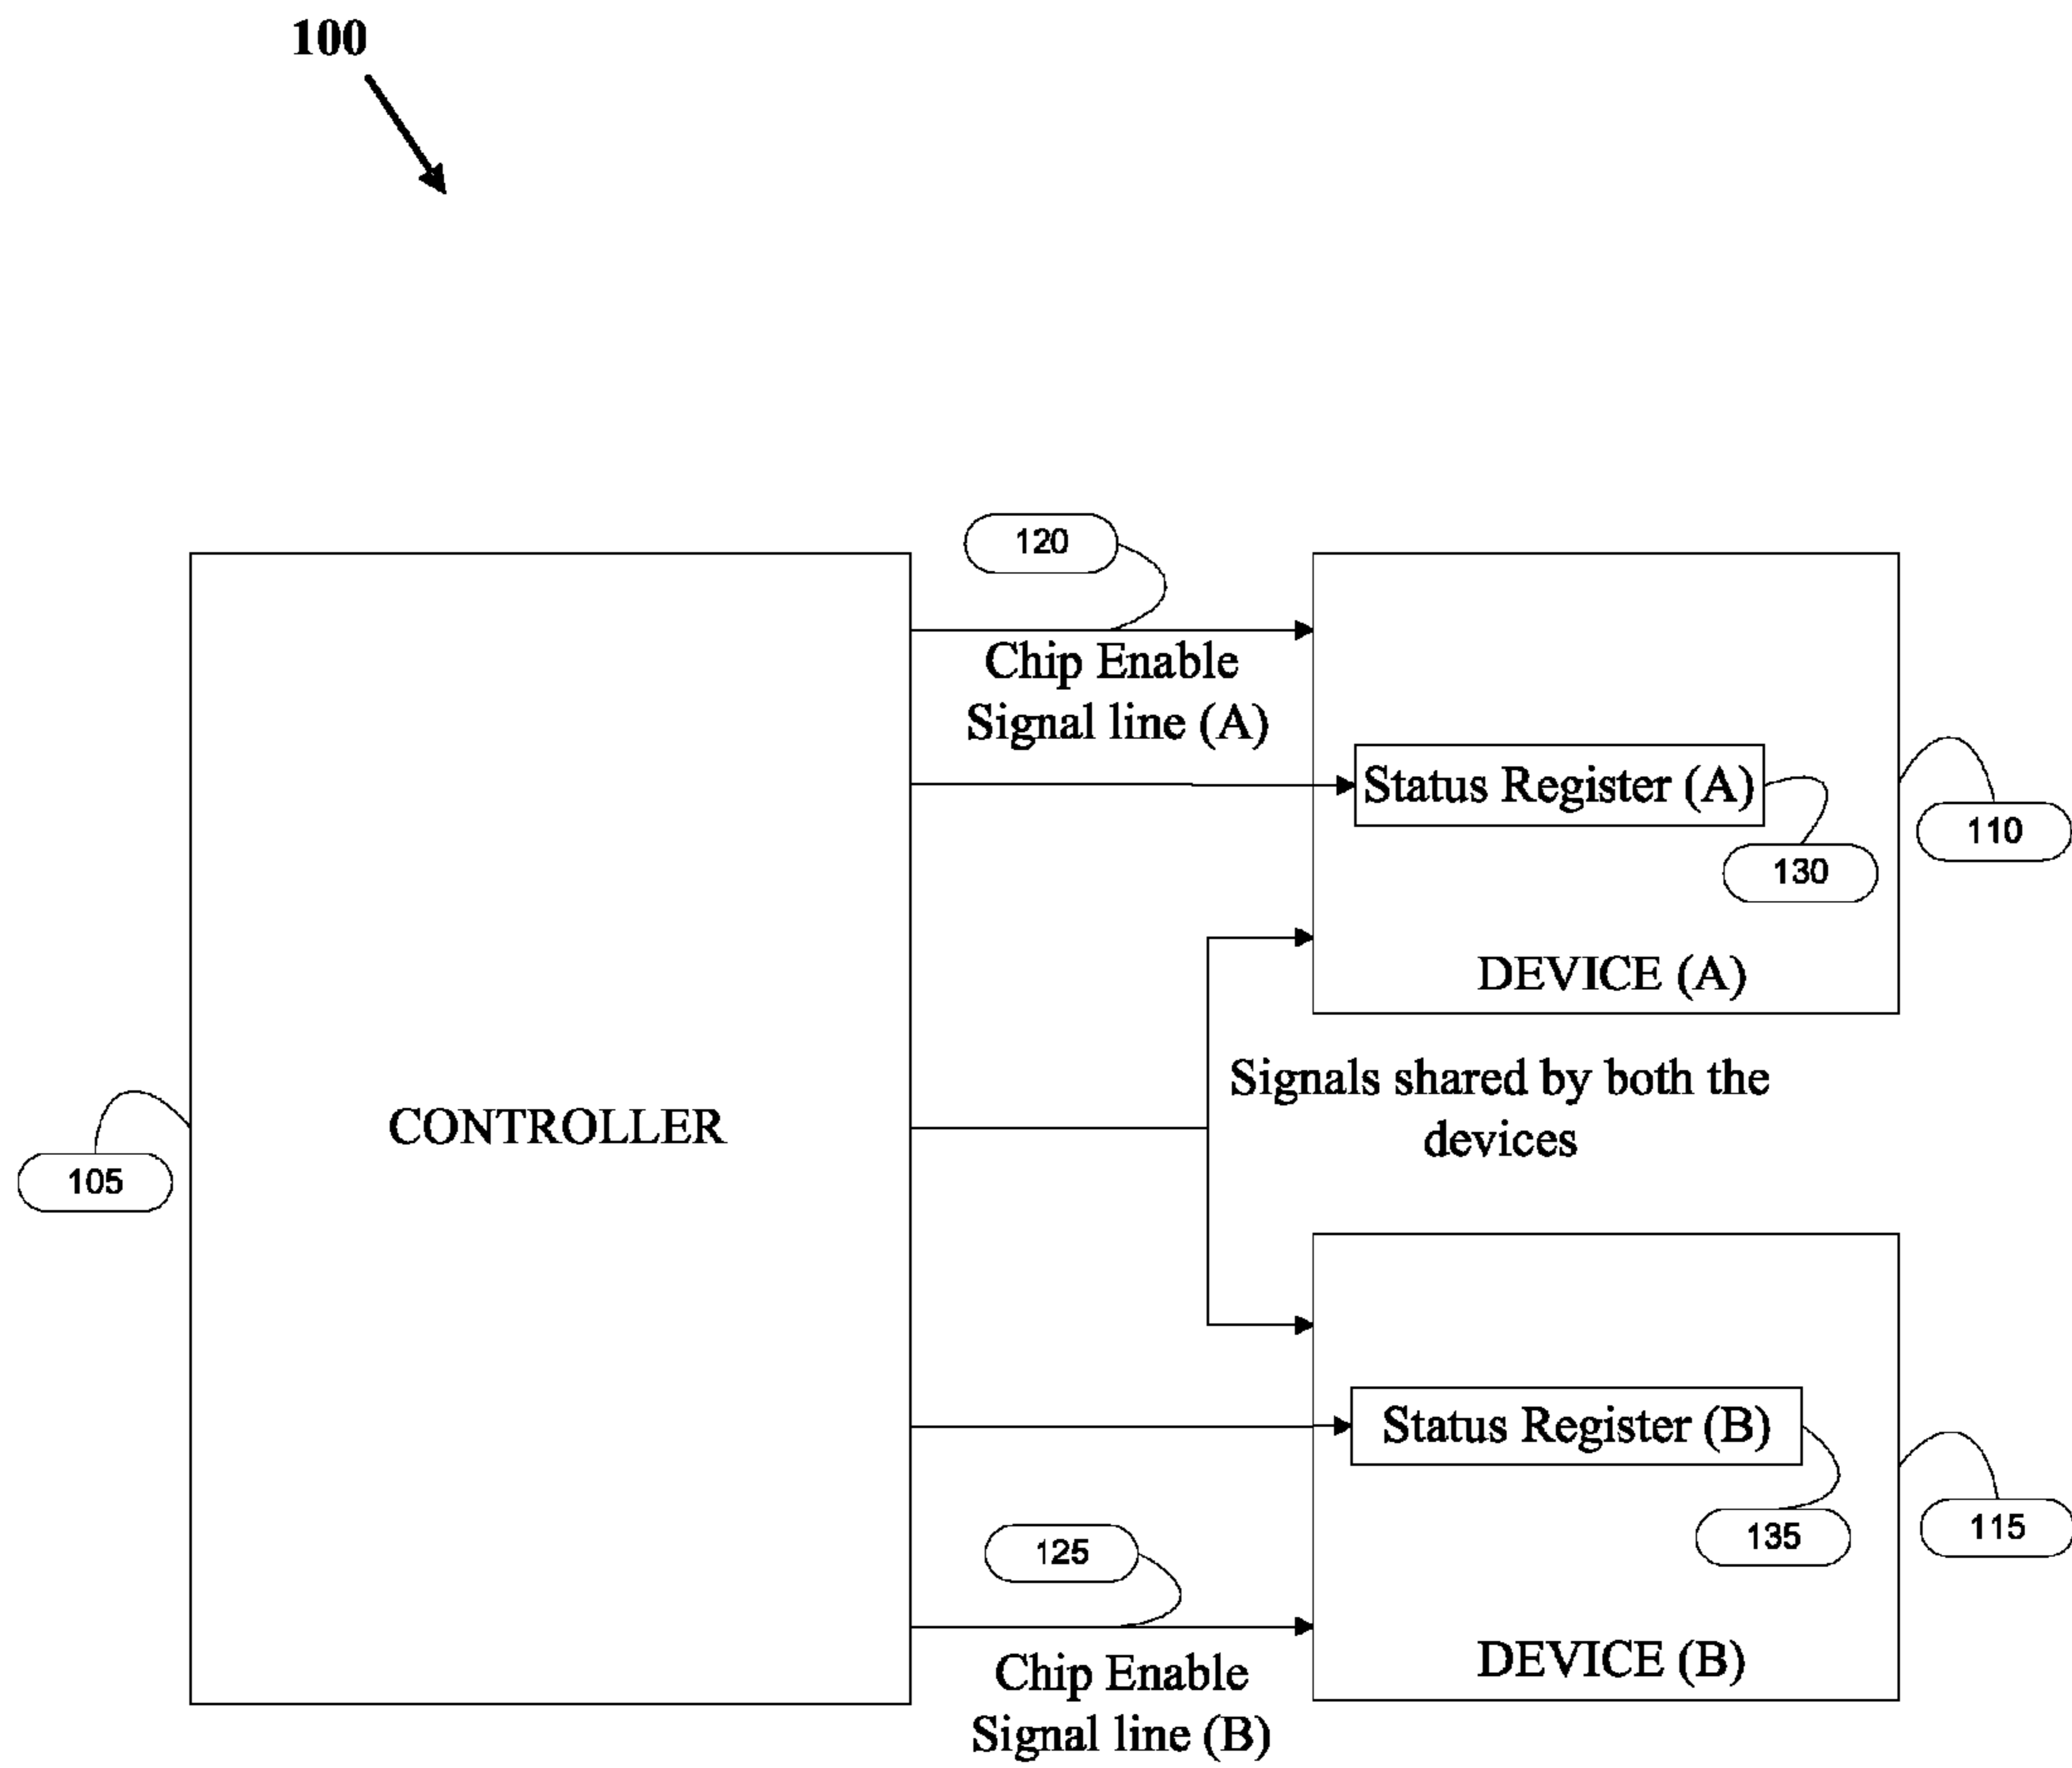 100
120
Chip Enable
Signal line (A)
Status Register (A)
110
130
DEVICE (A)
Signals shared by both the
devices
CONTROLLER
105
Status Register (B)
115
135
125
DEVICE (B)
Chip Enable
Signal line (B)